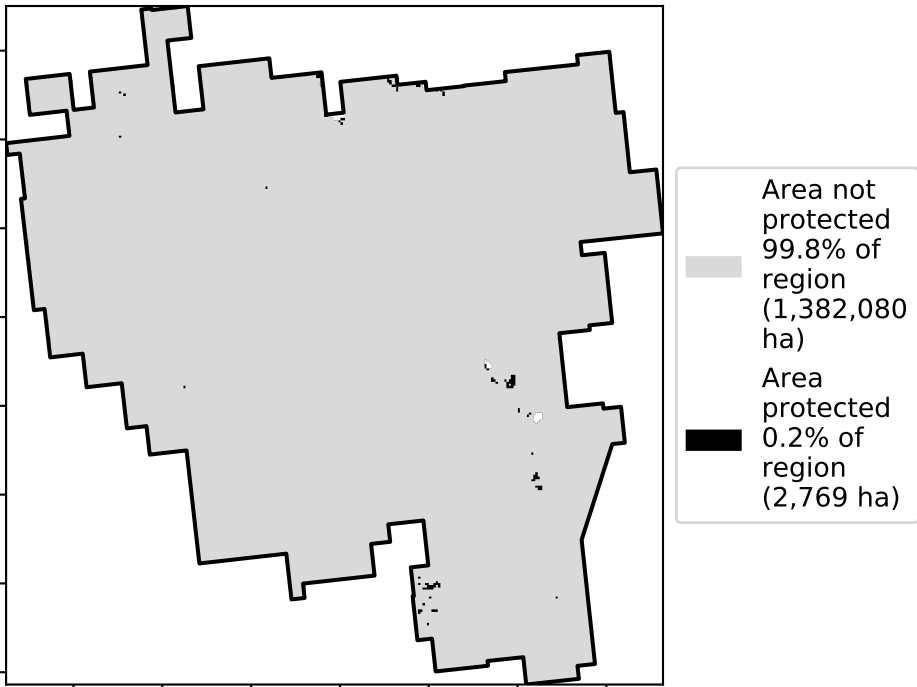 Area not
protected
99.8% of
region
(1,382,080
ha)
Area
protected
0.2% of
region
(2,769 ha)